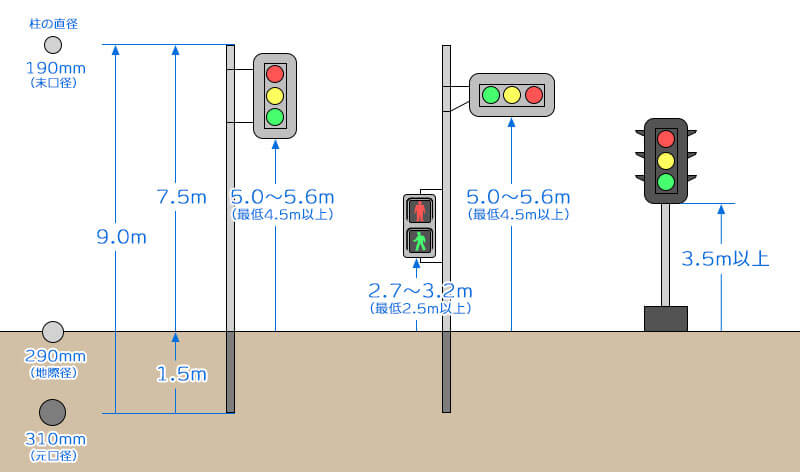 柱の直径
190mm
(末口径)
7.5m
5.0～5.6m
(最低4.5m以上)
5.0～5.6m
(最低4.5m以上)
9.0m
3.5m以上
2.7～3.2m
(最低2.5m以上)
290mm
(地際径)
1.5m
310mm
(元口径)